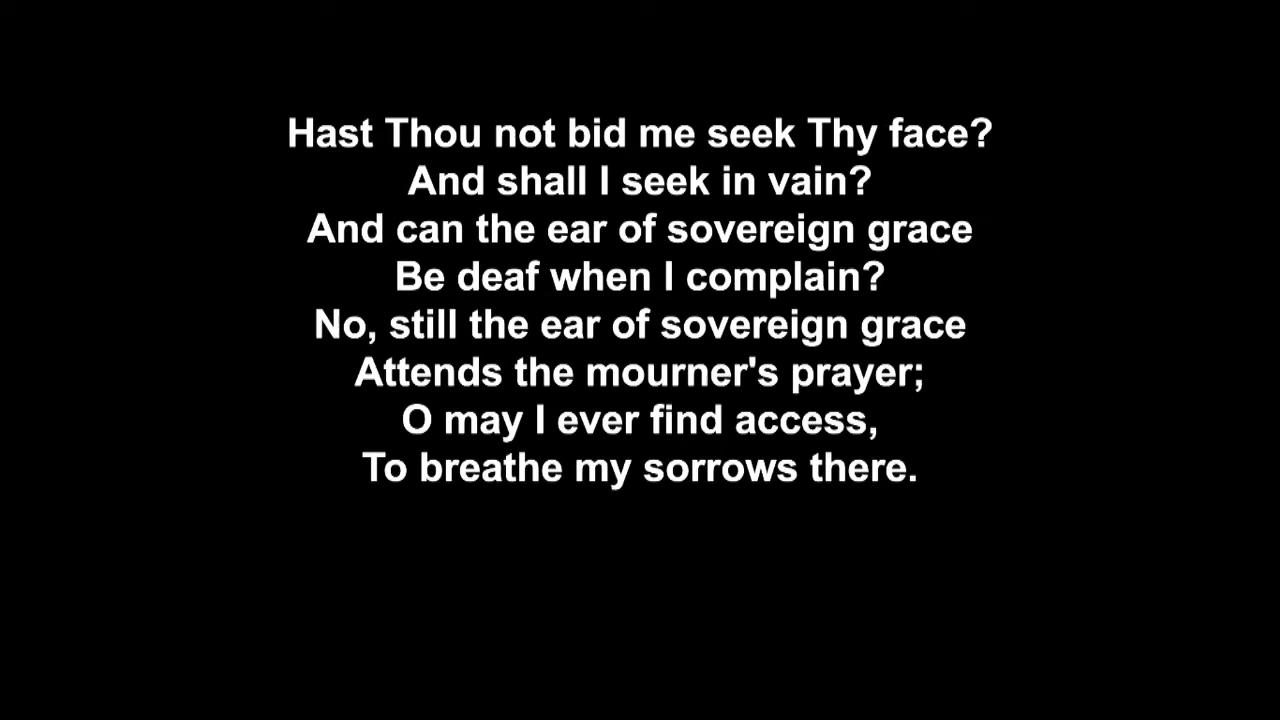 Hast Thou not bid me seek Thy face?
And shall I seek in vain?
And can the ear of sovereign grace
Be deaf when I complain?
No, still the ear of sovereign grace
Attends the mourner's prayer;
O may I ever find access,
To breathe my sorrows there.